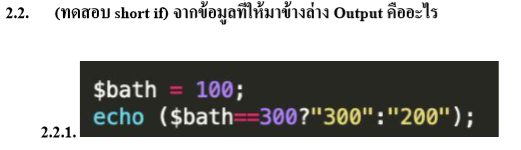 2.2. (ทดสอบ short if) จากข้อมูลที่ให้มาข้างล่าง Output คืออะไร
$bath = 100;
echo ($bath==300?"300":"200");
2.2.1.